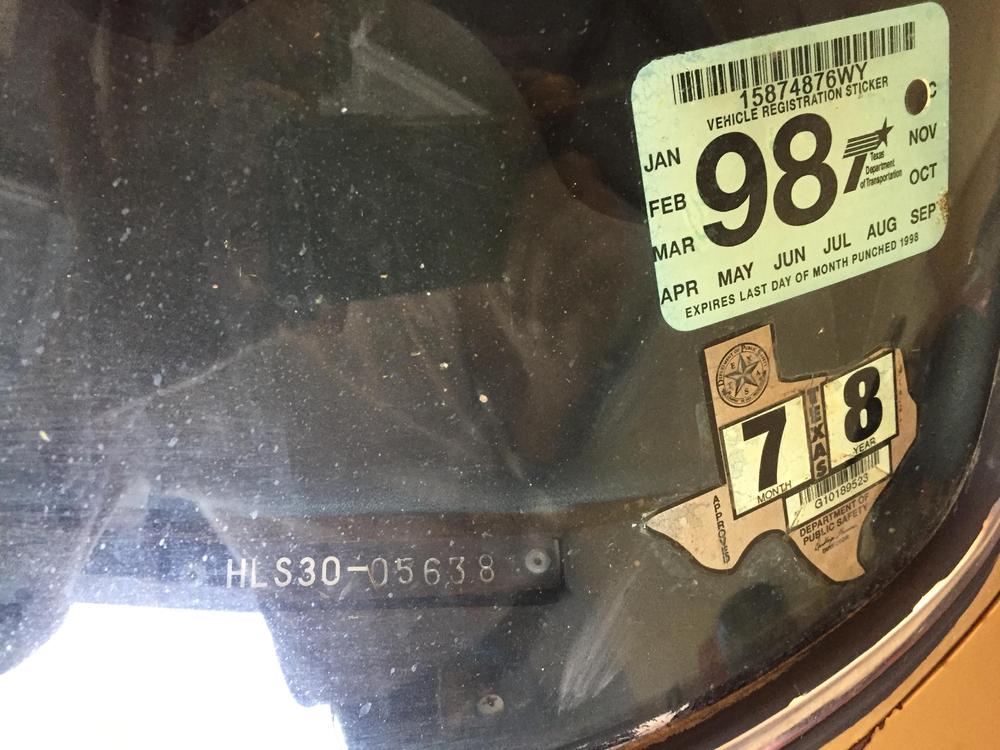 15874876WY
VEHICLE REGISTRATION STICKER
JAN
FEB
MAR
APR
MAY
JUN
JUL
AUG
SEP
OCT
NOV
98
Texas
Department
of Transportation
EXPIRES LAST DAY OF MONTH PUNCHED 1998
TEXAS
7
MONTH
8
YEAR
G10189523
APPROVED
DEPARTMENT OF
PUBLIC SAFETY
DIRECTOR
HLS30-05638